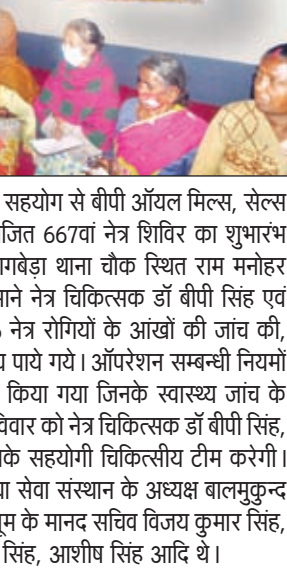 सहयोग से बीपी ऑयल मिल्स, सेल्स
जित 667वां नेत्र शिविर का शुभारंभ
गबेड़ा थाना चौक स्थित राम मनोहर
माने नेत्र चिकित्सक डॉ बीपी सिंह एवं
नेत्र रोगियों के आंखों की जांच की,
पाये गये। ऑपरेशन सम्बन्धी नियमों
किया गया जिनके स्वास्थ्य जांच के
विवार को नेत्र चिकित्सक डॉ बीपी सिंह,
के सहयोगी चिकित्सीय टीम करेगी।
सेवा संस्थान के अध्यक्ष बालमुकुन्द
भूम के मानद सचिव विजय कुमार सिंह,
सिंह, आशीष सिंह आदि थे।